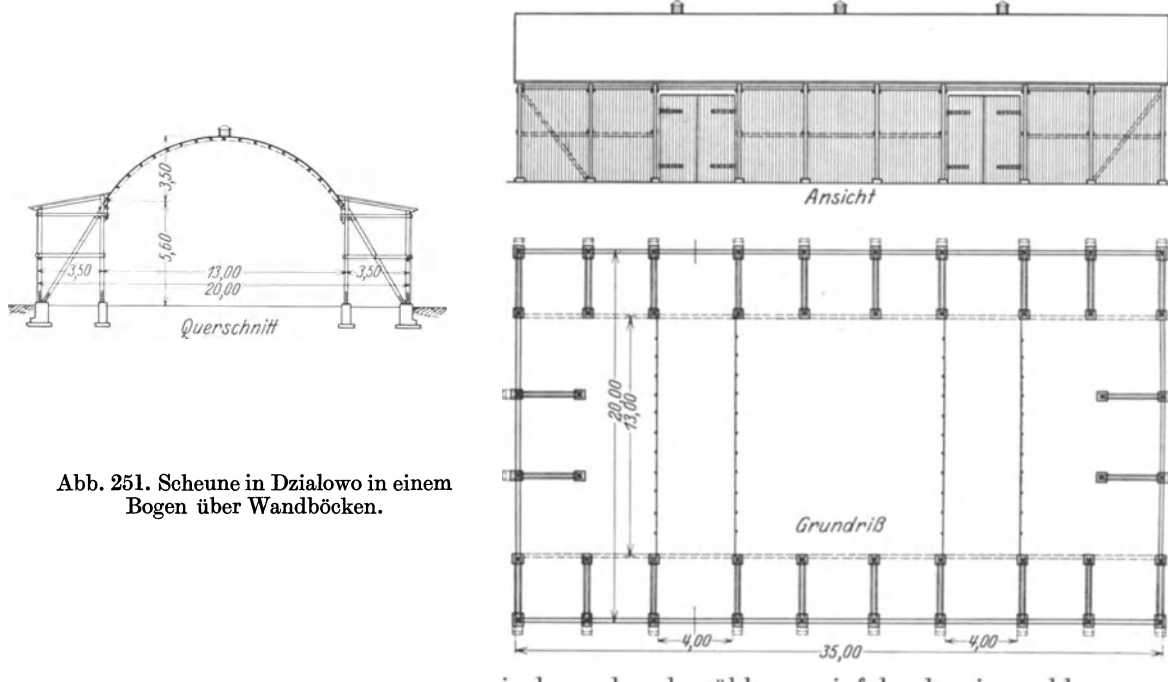 3,50
5,60
3,50
13,00
3,50
20,00
Querschnitt
Abb. 251. Scheune in Dzialowo in einem
Bogen über Wandböcken.
Ansicht
20,00
13,00
Grundriß
4,00
4,00
35,00